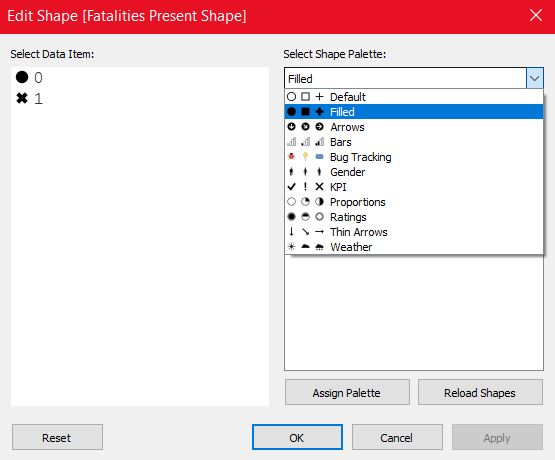 Edit Shape [Fatalities Present Shape]
Select Data Item:
Select Shape Palette:
0
1
Filled
Default
Filled
Arrows
Bars
Bug Tracking
Gender
KPI
Proportions
Ratings
Thin Arrows
Weather
Assign Palette
Reload Shapes
Reset
OK
Cancel
Apply